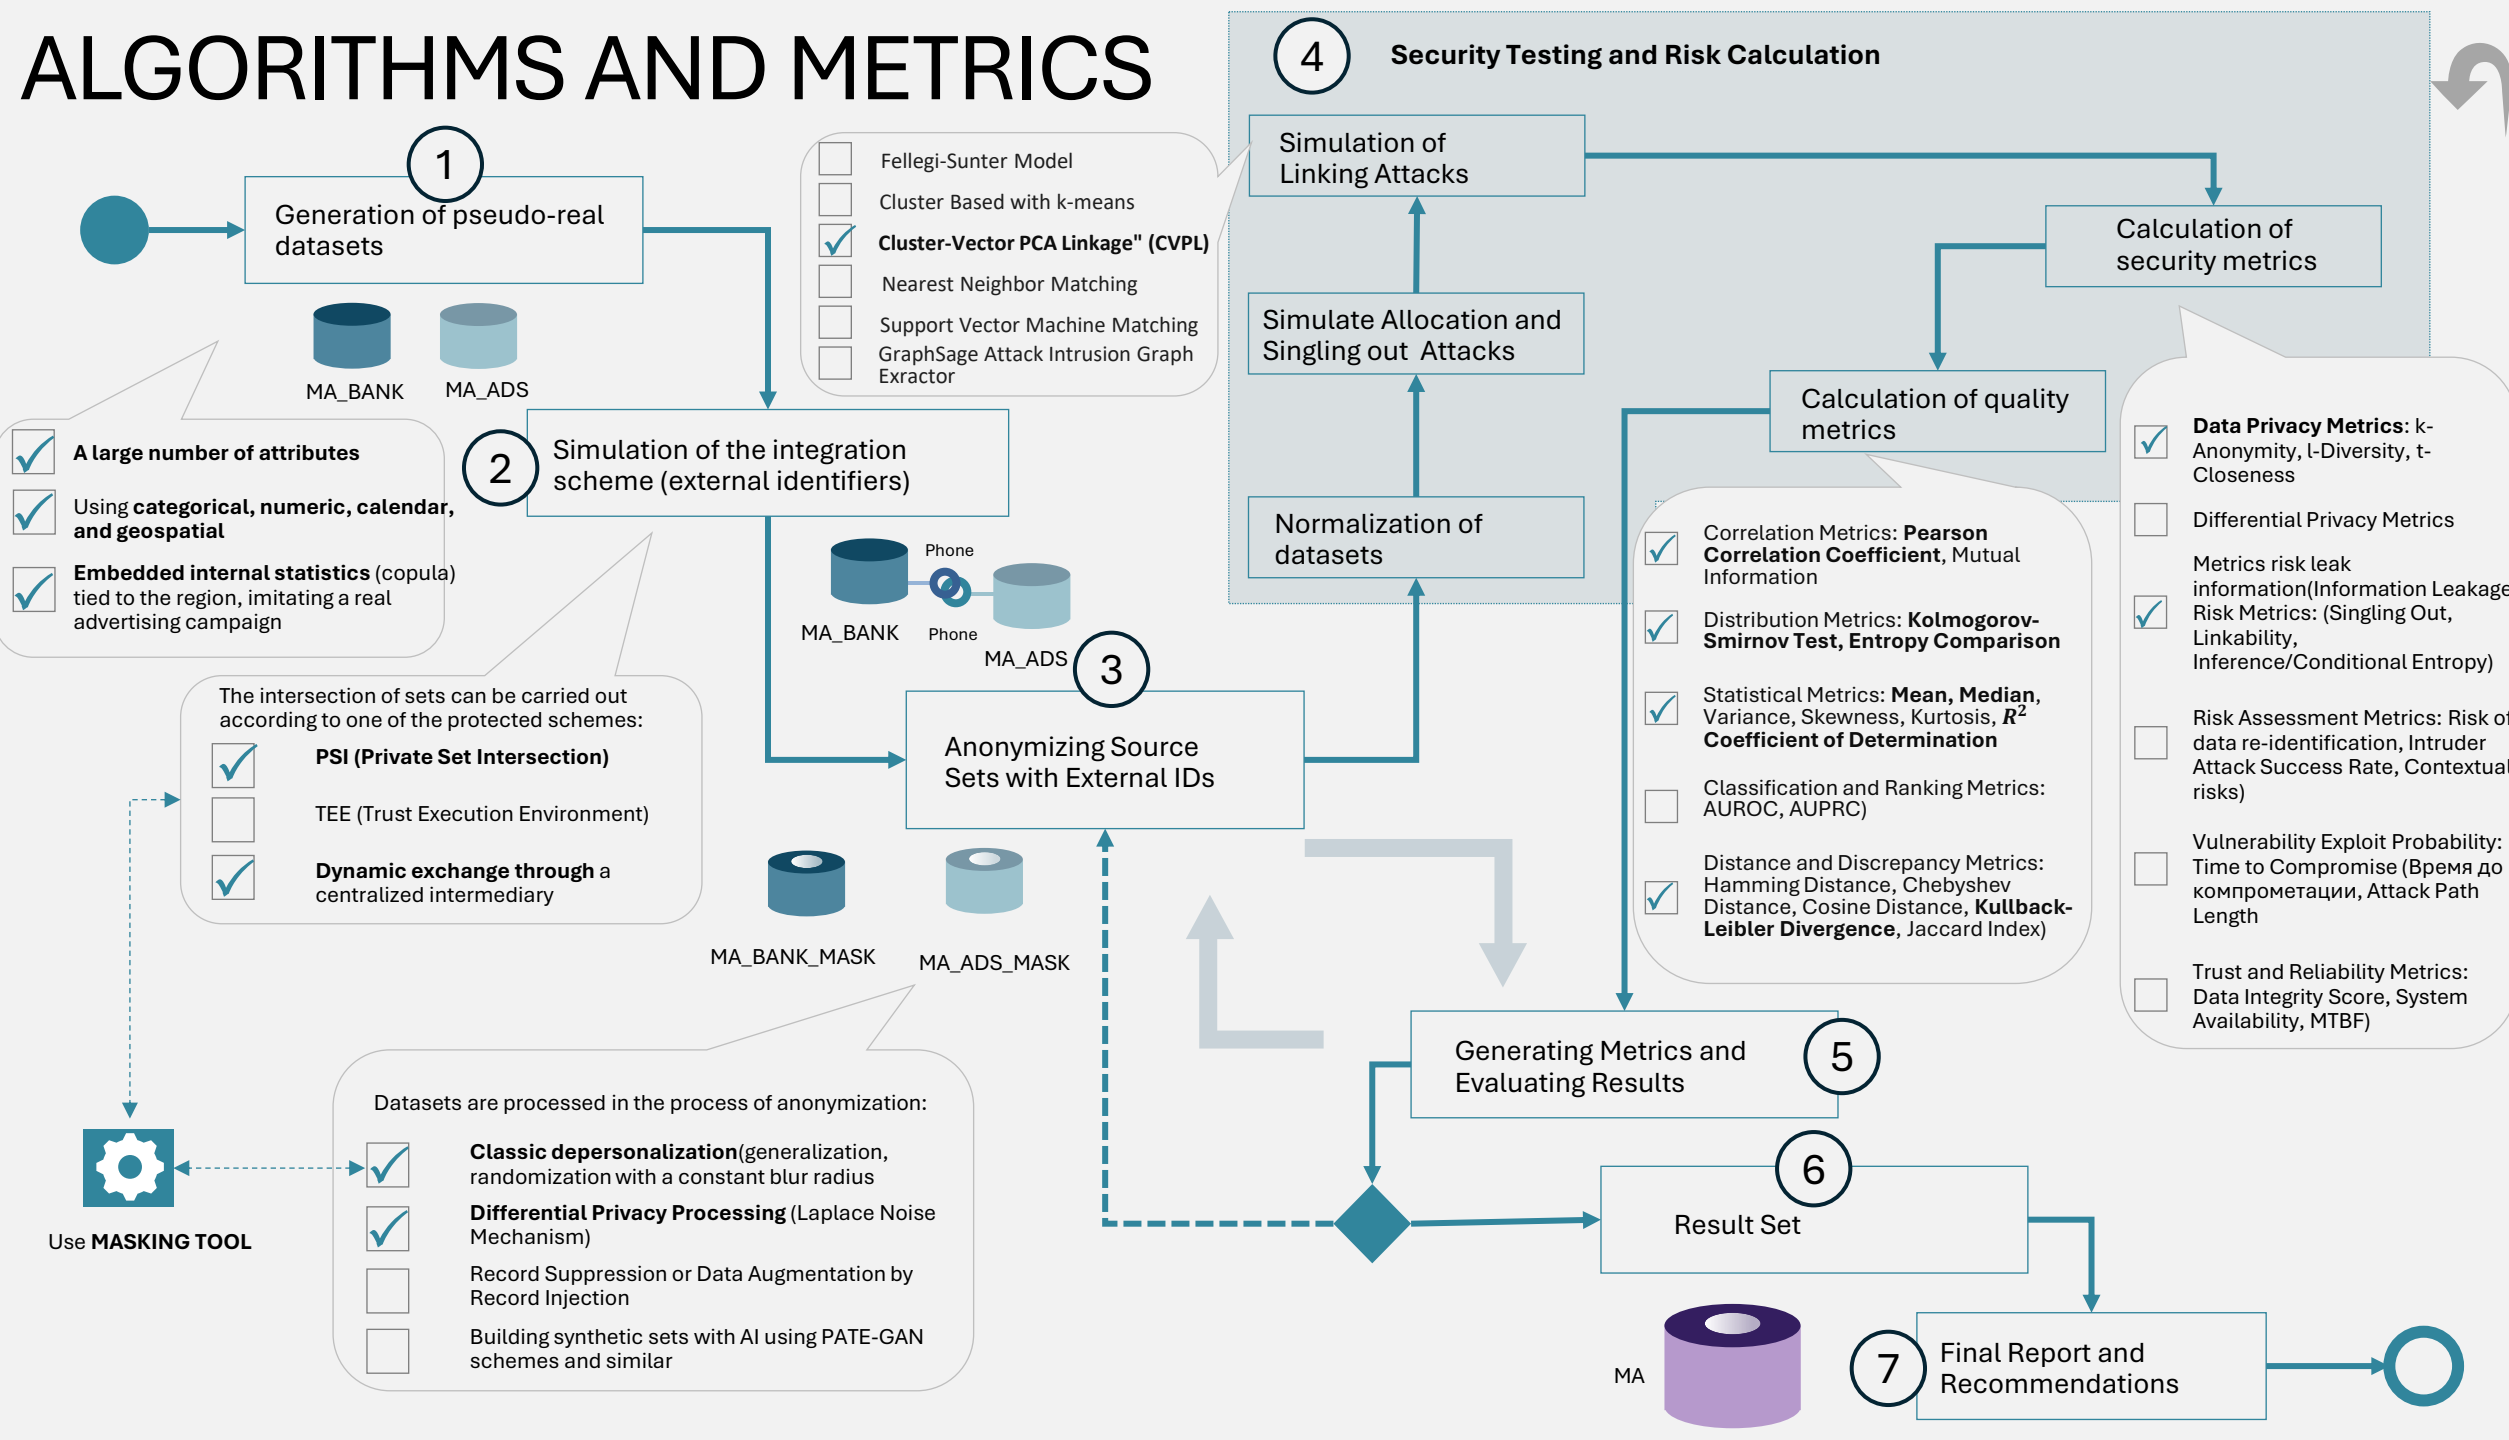 ALGORITHMS AND METRICS
1
Generation of pseudo-real
datasets
MA_BANK
MA_ADS
A large number of attributes
Using categorical, numeric, calendar,
and geospatial
Embedded internal statistics (copula)
tied to the region, imitating a real
advertising campaign
2
Simulation of the integration
scheme (external identifiers)
Phone
MA_BANK
Phone
MA_ADS
The intersection of sets can be carried out
according to one of the protected schemes:
PSI (Private Set Intersection)
TEE (Trust Execution Environment)
Dynamic exchange through a
centralized intermediary
3
Anonymizing Source
Sets with External IDs
MA_BANK_MASK
MA_ADS_MASK
Datasets are processed in the process of anonymization:
Classic depersonalization(generalization,
randomization with a constant blur radius
Differential Privacy Processing (Laplace Noise
Mechanism)
Record Suppression or Data Augmentation by
Record Injection
Building synthetic sets with AI using PATE-GAN
schemes and similar
Use MASKING TOOL
4
Security Testing and Risk Calculation
Fellegi-Sunter Model
Cluster Based with k-means
Cluster-Vector PCA Linkage" (CVPL)
Nearest Neighbor Matching
Support Vector Machine Matching
GraphSage Attack Intrusion Graph
Exractor
Simulation of
Linking Attacks
Simulate Allocation and
Singling out Attacks
Normalization of
datasets
Calculation of
security metrics
Calculation of quality
metrics
Correlation Metrics: Pearson
Correlation Coefficient, Mutual
Information
Distribution Metrics: Kolmogorov-
Smirnov Test, Entropy Comparison
Statistical Metrics: Mean, Median,
Variance, Skewness, Kurtosis, R²
Coefficient of Determination
Classification and Ranking Metrics:
AUROC, AUPRC)
Distance and Discrepancy Metrics:
Hamming Distance, Chebyshev
Distance, Cosine Distance, Kullback-
Leibler Divergence, Jaccard Index)
Data Privacy Metrics: k-
Anonymity, l-Diversity, t-
Closeness
Differential Privacy Metrics
Metrics risk leak
information(Information Leakage
Risk Metrics: (Singling Out,
Linkability,
Inference/Conditional Entropy)
Risk Assessment Metrics: Risk of
data re-identification, Intruder
Attack Success Rate, Contextual
risks)
Vulnerability Exploit Probability:
Time to Compromise (Время до
компрометации, Attack Path
Length
Trust and Reliability Metrics:
Data Integrity Score, System
Availability, MTBF)
5
Generating Metrics and
Evaluating Results
6
Result Set
MA
7
Final Report and
Recommendations